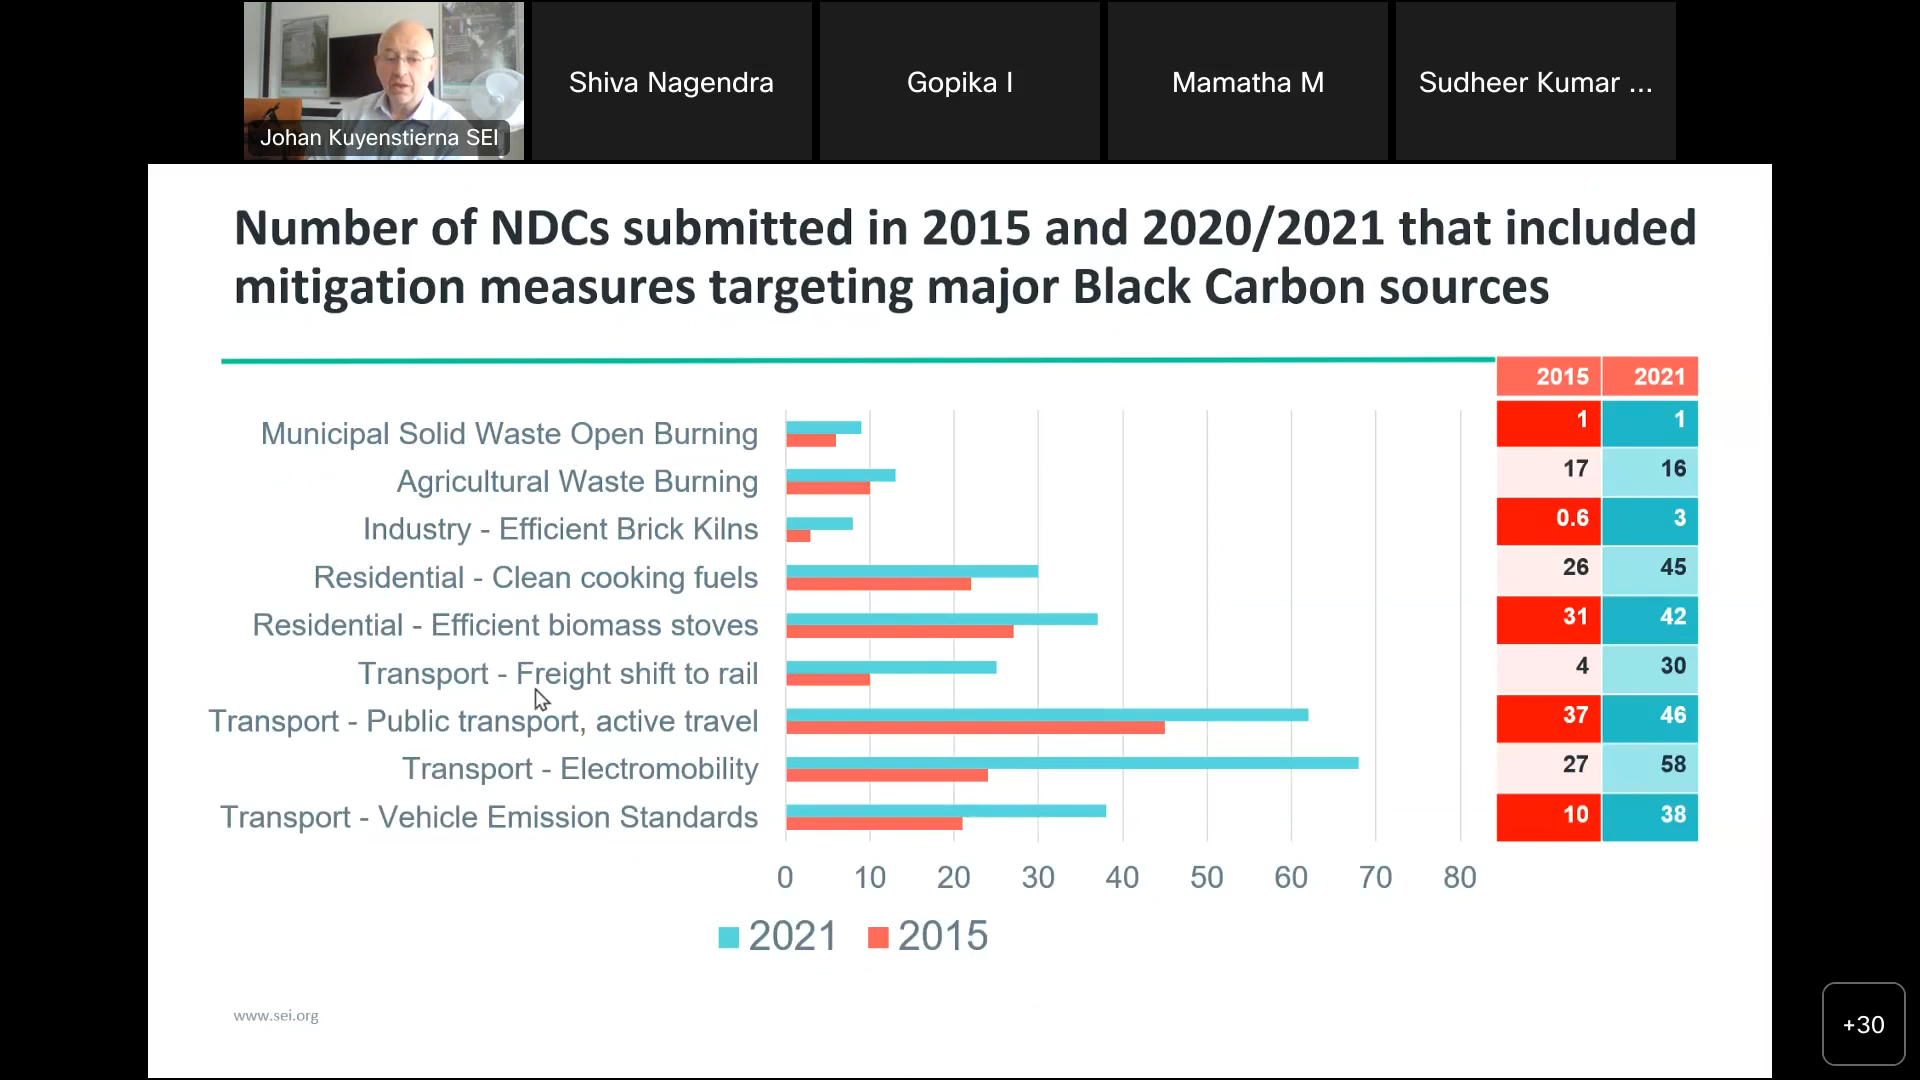 Johan Kuyenstierna SEI
Shiva Nagendra
Gopika I
Mamatha M
Sudheer Kumar ...
Number of NDCs submitted in 2015 and 2020/2021 that included
mitigation measures targeting major Black Carbon sources
2015 2021
Municipal Solid Waste Open Burning 1 1
Agricultural Waste Burning 17 16
Industry - Efficient Brick Kilns 0.6 3
Residential - Clean cooking fuels 26 45
Residential - Efficient biomass stoves 31 42
Transport - Freight shift to rail 4 30
Transport - Public transport, active travel 37 46
Transport - Electromobility 27 58
Transport - Vehicle Emission Standards 10 38
0 10 20 30 40 50 60 70 80
2021 2015
www.sei.org
+30